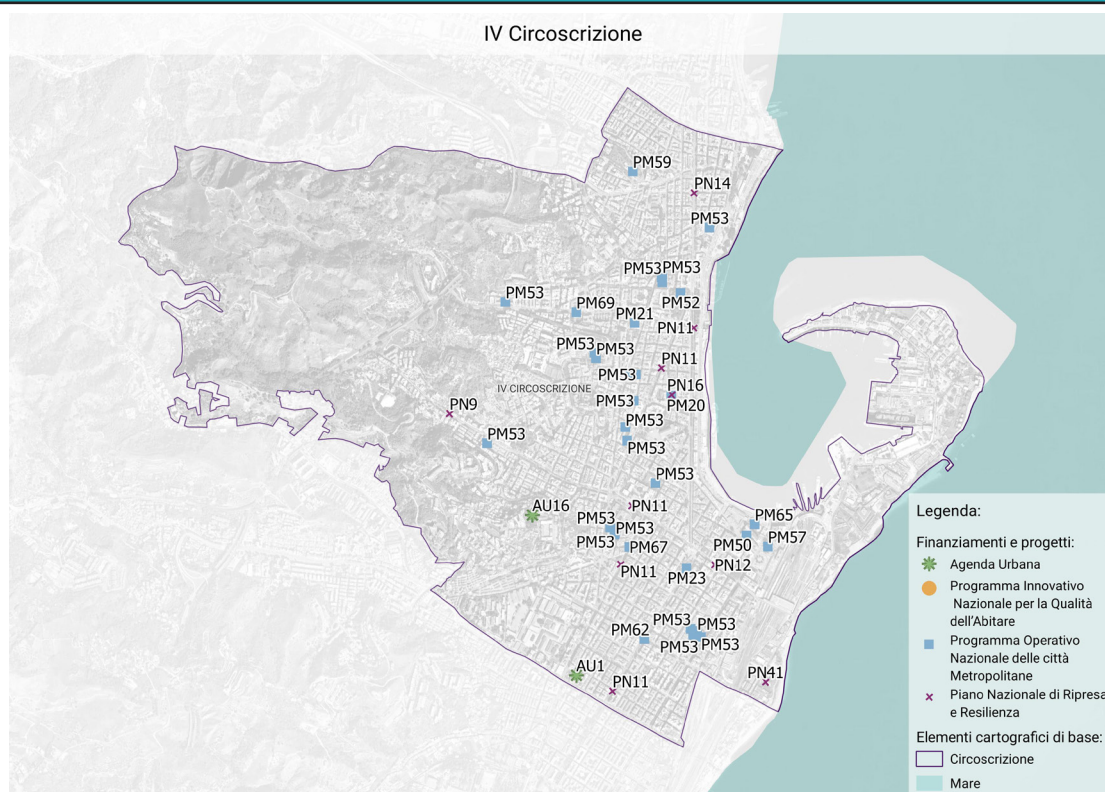 IV Circoscrizione
PM59
PN14
PM53
PM53 PM53
PM53
PM69
PM52
PM21
PN11
PM53
PM53
PN11
PM53
IV CIRCOSCRIZIONE
PN16
PM53
PM20
PN9
PM53
PM53
PM53
PM53
AU16
PN11
PM53
PM53
PM53
PM67
PM65
PM50
PM57
PN11
PN12
PM23
PM53
PM53
PM62
PM53
PM53
AU1
PN11
PN41
Legenda:
Finanziamenti e progetti:
Agenda Urbana
Programma Innovativo
Nazionale per la Qualità
dell'Abitare
Programma Operativo
Nazionale delle città
Metropolitane
Piano Nazionale di Ripresa
e Resilienza
Elementi cartografici di base:
Circoscrizione
Mare